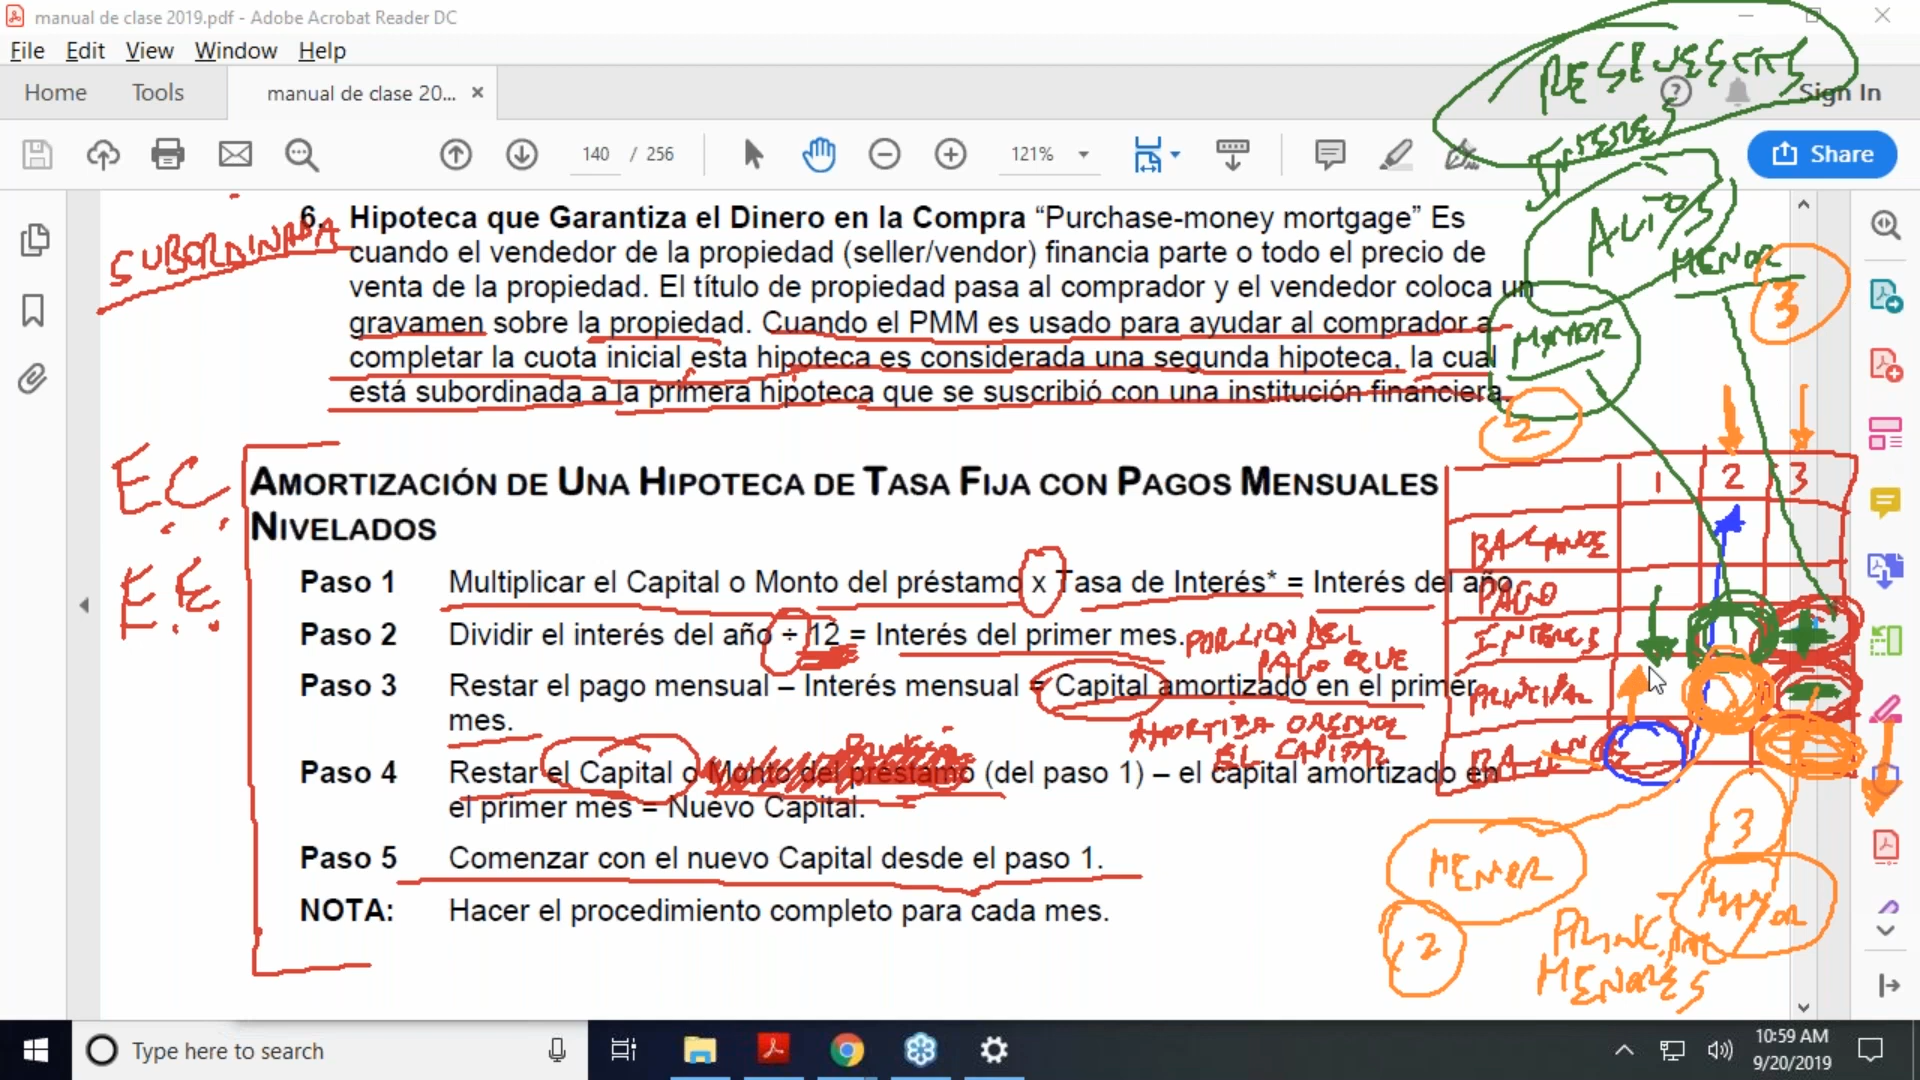 manual de clase 2019.pdf - Adobe Acrobat Reader DC
File Edit View Window Help
Home Tools manual de clase 20... × Sign In
140 / 256 121% Share
RESPUESTAS
INTERES
ALTOS
MENOR
3
MAYOR
2
SUBORDINADA
6. Hipoteca que Garantiza el Dinero en la Compra “Purchase-money mortgage” Es
cuando el vendedor de la propiedad (seller/vendor) financia parte o todo el precio de
venta de la propiedad. El título de propiedad pasa al comprador y el vendedor coloca un
gravamen sobre la propiedad. Cuando el PMM es usado para ayudar al comprador a
completar la cuota inicial esta hipoteca es considerada una segunda hipoteca, la cual
está subordinada a la primera hipoteca que se suscribió con una institución financiera.
EC
E.E.
AMORTIZACIÓN DE UNA HIPOTECA DE TASA FIJA CON PAGOS MENSUALES
NIVELADOS
Paso 1 Multiplicar el Capital o Monto del préstamo x Tasa de Interés* = Interés del año
Paso 2 Dividir el interés del año ÷ 12 = Interés del primer mes.
PORCION DEL
PAGO QUE
Paso 3 Restar el pago mensual – Interés mensual = Capital amortizado en el primer
mes.
AMORTIZA
EL CAPITAL
Paso 4 Restar el Capital o Monto del préstamo (del paso 1) – el capital amortizado en
el primer mes = Nuevo Capital.
Paso 5 Comenzar con el nuevo Capital desde el paso 1.
NOTA: Hacer el procedimiento completo para cada mes.
1 2 3
BALANCE
PAGO
INTERES
PRINCIPAL
MENOR
2
3
MAYOR
PRINCIPAL
MENORES
Type here to search
10:59 AM
9/20/2019